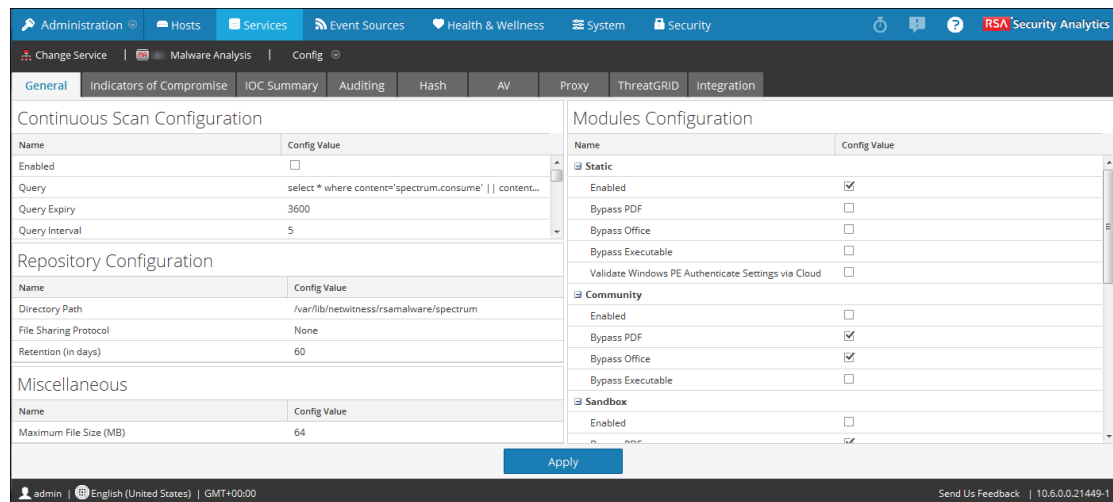 Administration Hosts Services Event Sources Health & Wellness System Security RSA Security Analytics
Change Service | Malware Analysis | Config
General Indicators of Compromise IOC Summary Auditing Hash AV Proxy ThreatGRID Integration
Continuous Scan Configuration
Name Config Value
Enabled
Query select * where content='spectrum.consume' || content...
Query Expiry 3600
Query Interval 5
Repository Configuration
Name Config Value
Directory Path /var/lib/netwitness/rsamalware/spectrum
File Sharing Protocol None
Retention (in days) 60
Miscellaneous
Name Config Value
Maximum File Size (MB) 64
Modules Configuration
Name Config Value
Static
Enabled
Bypass PDF
Bypass Office
Bypass Executable
Validate Windows PE Authenticate Settings via Cloud
Community
Enabled
Bypass PDF
Bypass Office
Bypass Executable
Sandbox
Enabled
Bypass PDF
Apply
admin | English (United States) | GMT+00:00
Send Us Feedback | 10.6.0.0.21449-1